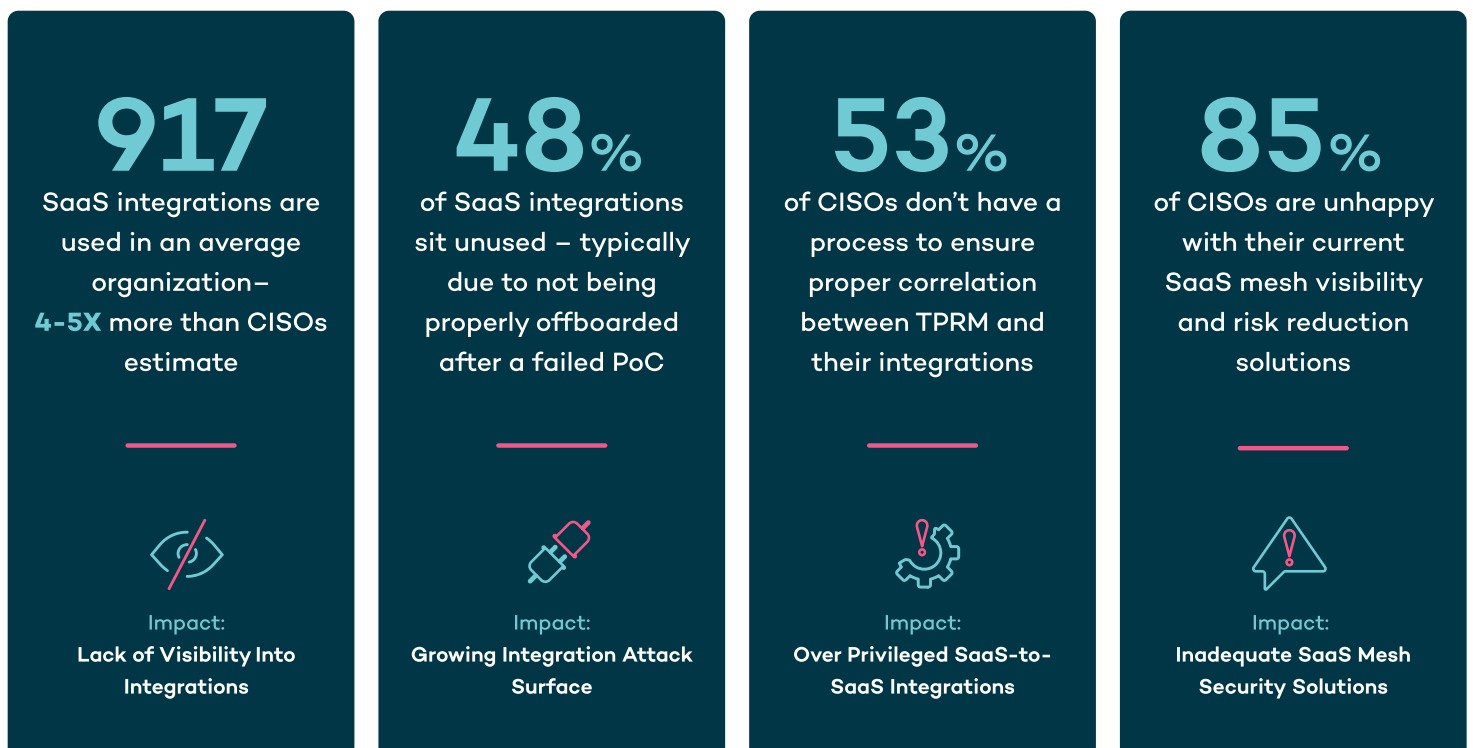 917
SaaS integrations are
used in an average
organization–
4-5X more than CISOs
estimate
Impact:
Lack of Visibility Into
Integrations
48%
of SaaS integrations
sit unused – typically
due to not being
properly offboarded
after a failed PoC
Impact:
Growing Integration Attack
Surface
53%
of CISOs don’t have a
process to ensure
proper correlation
between TPRM and
their integrations
Impact:
Over Privileged SaaS-to-
SaaS Integrations
85%
of CISOs are unhappy
with their current
SaaS mesh visibility
and risk reduction
solutions
Impact:
Inadequate SaaS Mesh
Security Solutions